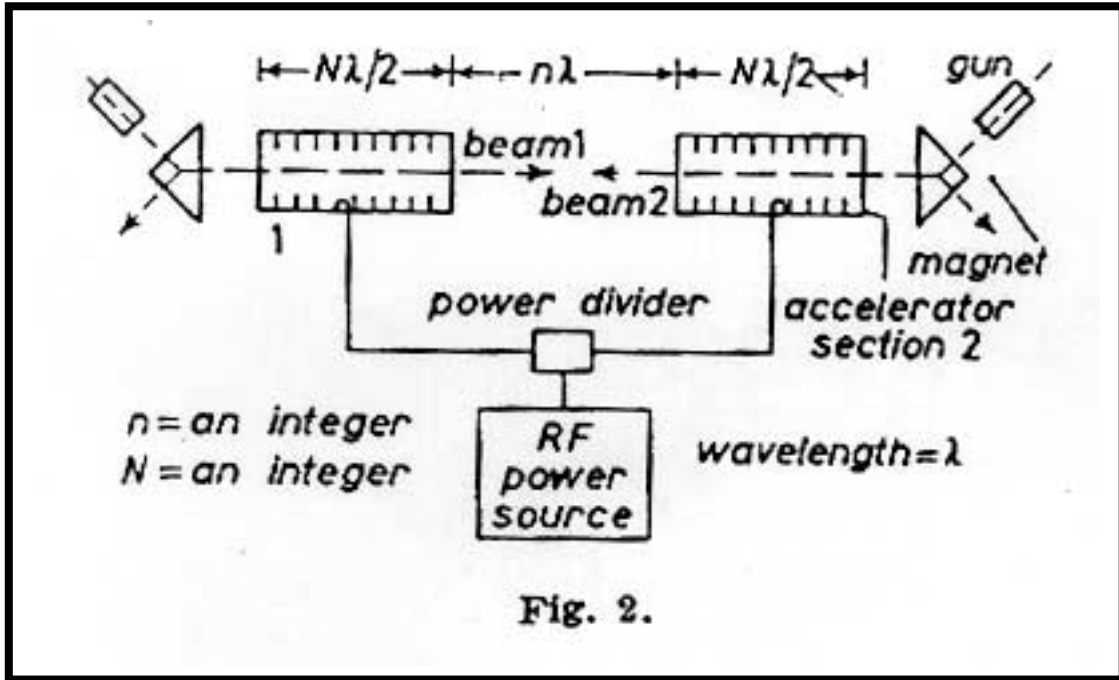 Nλ/2 nλ Nλ/2 gun
beam1
beam2
1
magnet
power divider
accelerator
section 2
n=an integer
N=an integer
RF
power
source
wavelength=λ
Fig. 2.